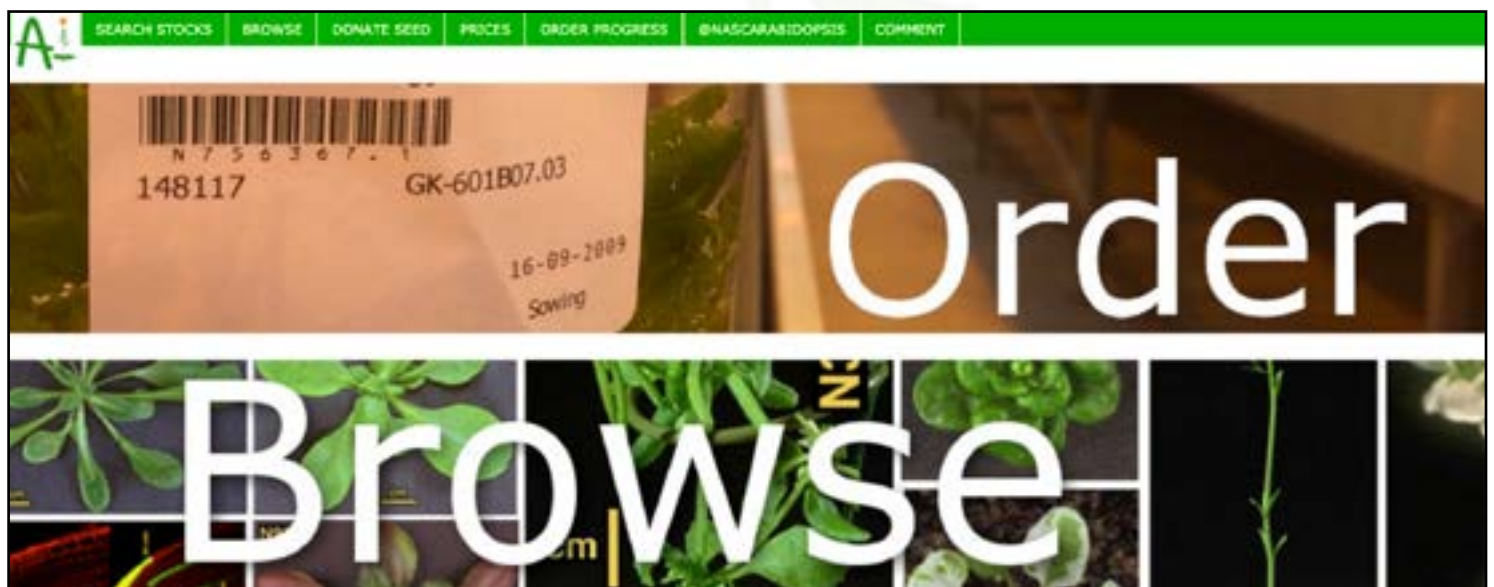 SEARCH STOCKS BROWSE DONATE SEED PRICES ORDER PROGRESS @NASCARABIDOPSIS COMMENT
N756367.1
148117 GK-601B07.03
16-09-2009
Sowing
Order
Browse
cm